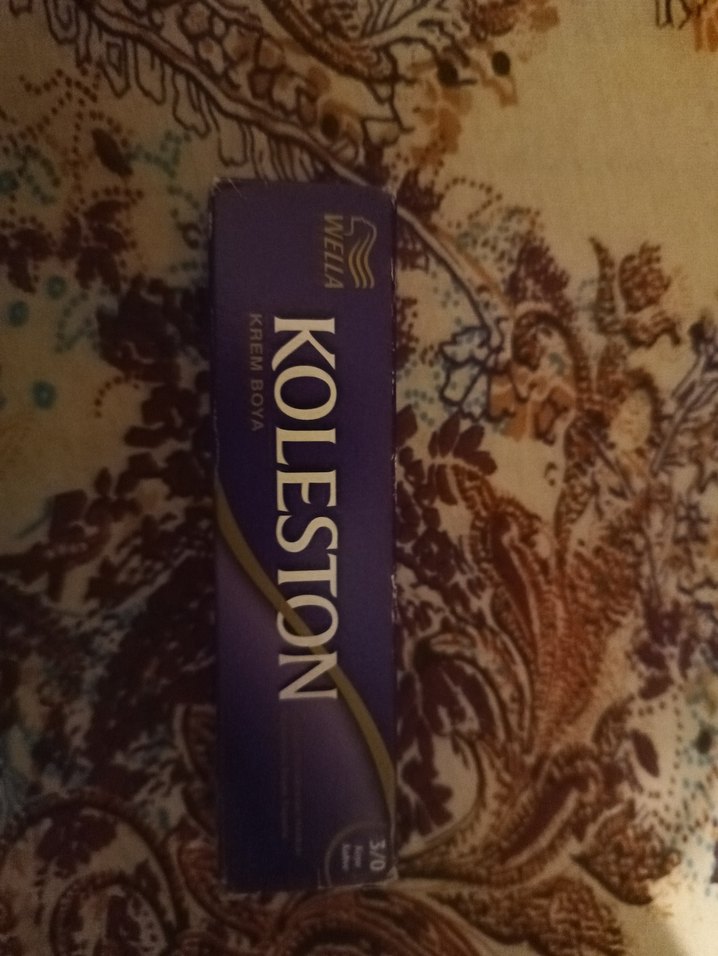 WELLA
KOLESTON
KREM BOYA
3/0